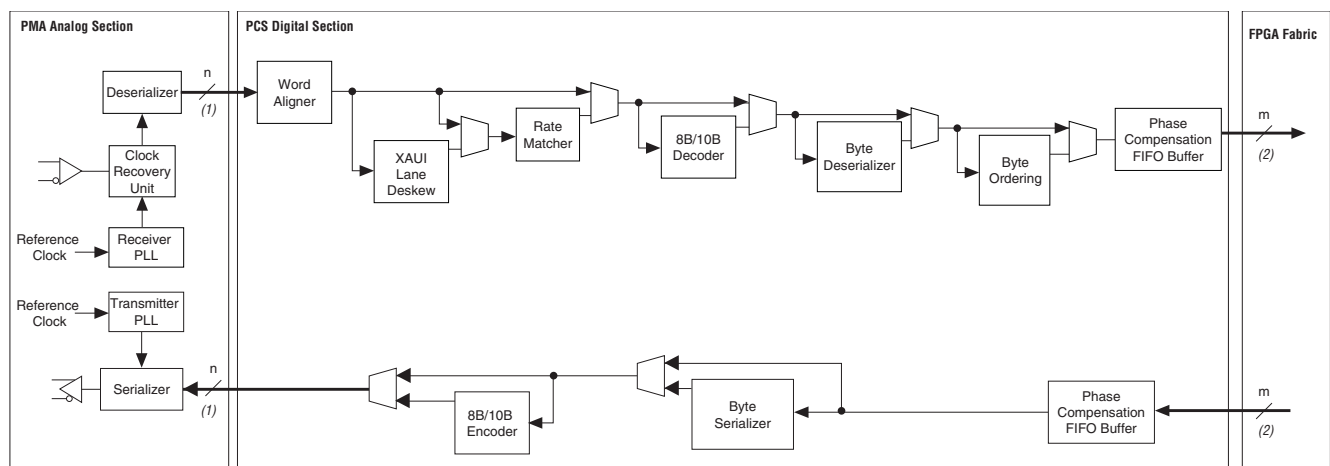 PMA Analog Section
PCS Digital Section
FPGA Fabric
n
(1)
Deserializer
Word
Aligner
XAUI
Lane
Deskew
Rate
Matcher
8B/10B
Decoder
Byte
Deserializer
Byte
Ordering
Phase
Compensation
FIFO Buffer
m
(2)
Clock
Recovery
Unit
Reference
Clock
Receiver
PLL
Reference
Clock
Transmitter
PLL
Serializer
n
(1)
8B/10B
Encoder
Byte
Serializer
Phase
Compensation
FIFO Buffer
m
(2)